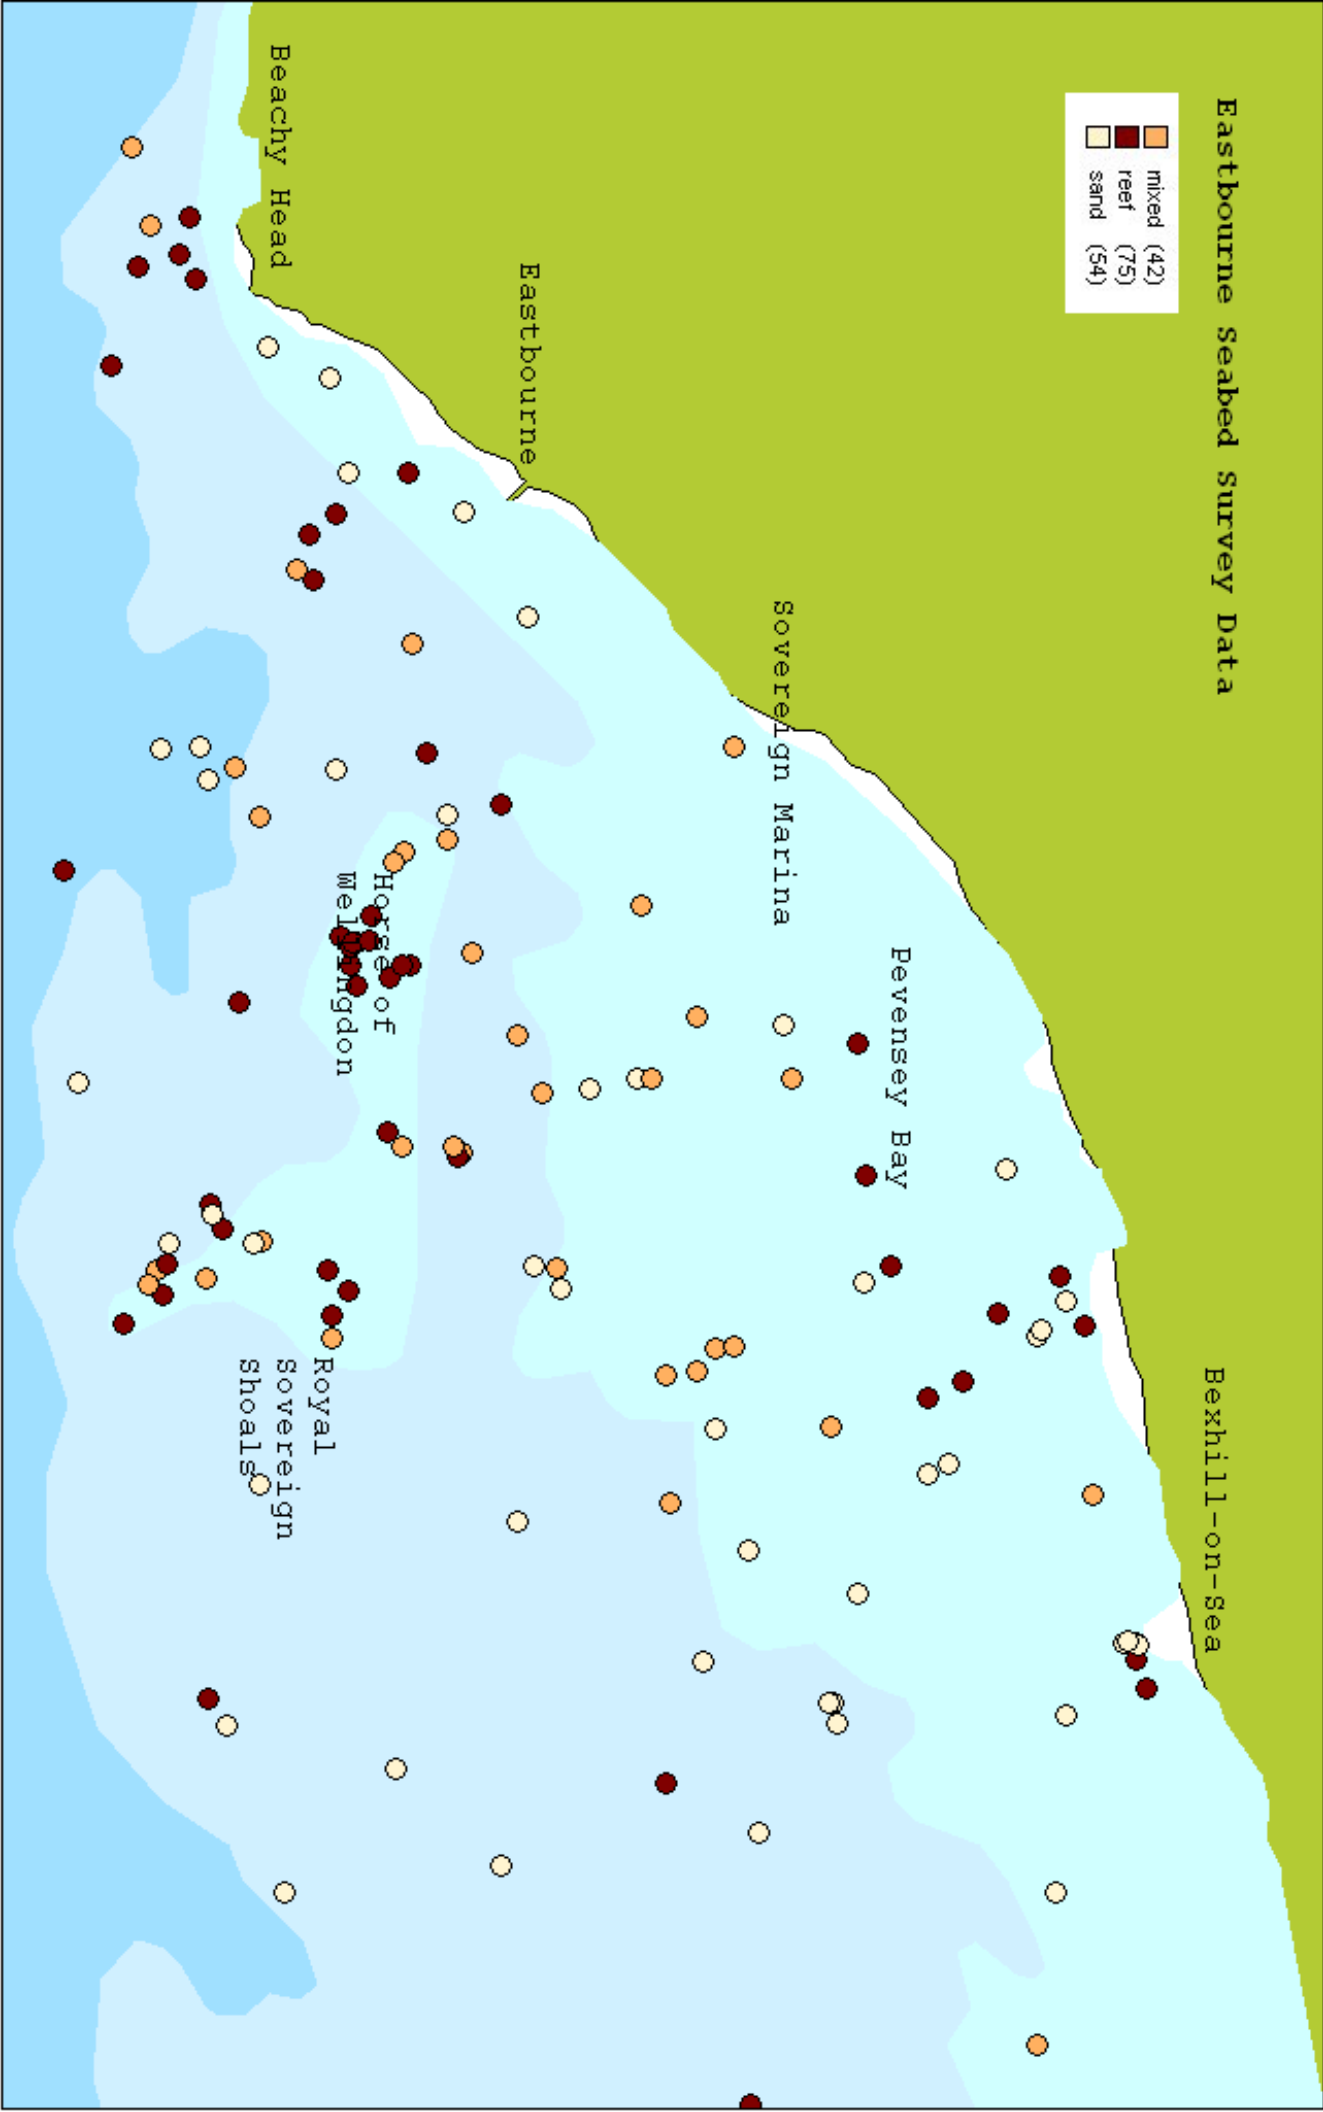 Eastbourne Seabed Survey Data
mixed (42)
reef (75)
sand (54)
Bexhill-on-Sea
Pevensey Bay
Sovereign Marina
Eastbourne
Beachy Head
Horse of
Wellingdon
Royal
Sovereign
Shoals